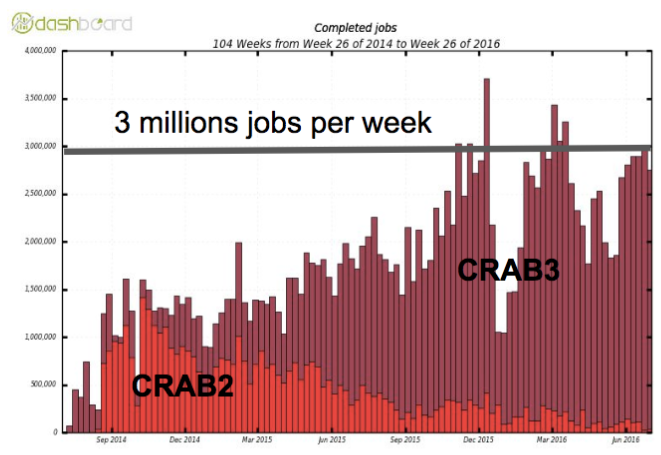 dashboard
Completed jobs
104 Weeks from Week 26 of 2014 to Week 26 of 2016
4,000,000
3,500,000
3 millions jobs per week
3,000,000
2,500,000
2,000,000
CRAB3
1,500,000
1,000,000
CRAB2
500,000
0
Sep 2014 Dec 2014 Mar 2015 Jun 2015 Sep 2015 Dec 2015 Mar 2016 Jun 2016